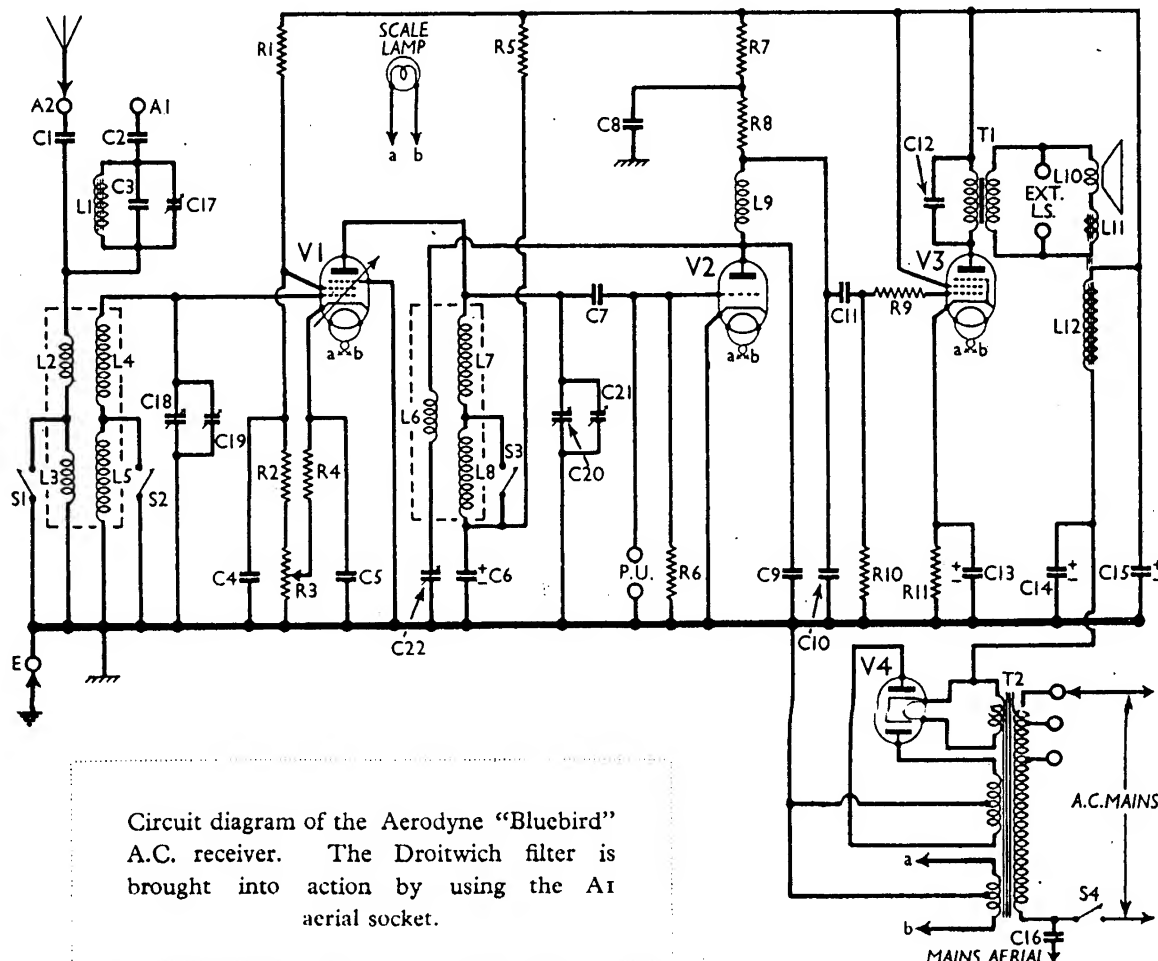 SCALE
LAMP
R1
R5
R7
A2
A1
C1
C2
C8
R8
C12
T1
L10
EXT.
L.S.
L1
C3
C17
a b
L9
L11
V1
V2
V3
C7
C11
R9
L12
a b
a b
a b
L2
L4
C18
C19
L6
L7
C21
S1
L3
L5
S2
R2
R4
L8
S3
C20
C4
R3
C5
+
-
C6
P.U.
R6
C9
R10
R11
+
-
C13
C14
+
-
C15
+
-
C22
C10
E
V4
T2
A.C. MAINS
a
b
S4
C16
MAINS AERIAL
Circuit diagram of the Aerodyne “Bluebird”
A.C. receiver. The Droitwich filter is
brought into action by using the A1
aerial socket.